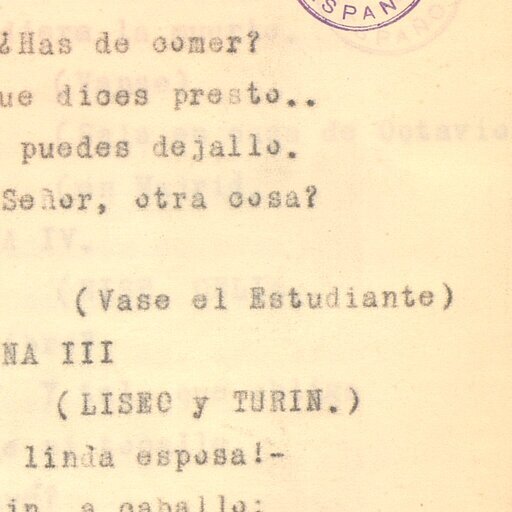 SPAN
¿Has de comer?
ue dices presto..
puedes dejallo.
Señor, otra cosa?
(Vase el Estudiante)
NA III
(LISEO y TURIN.)
linda esposa!-
in a caballo;